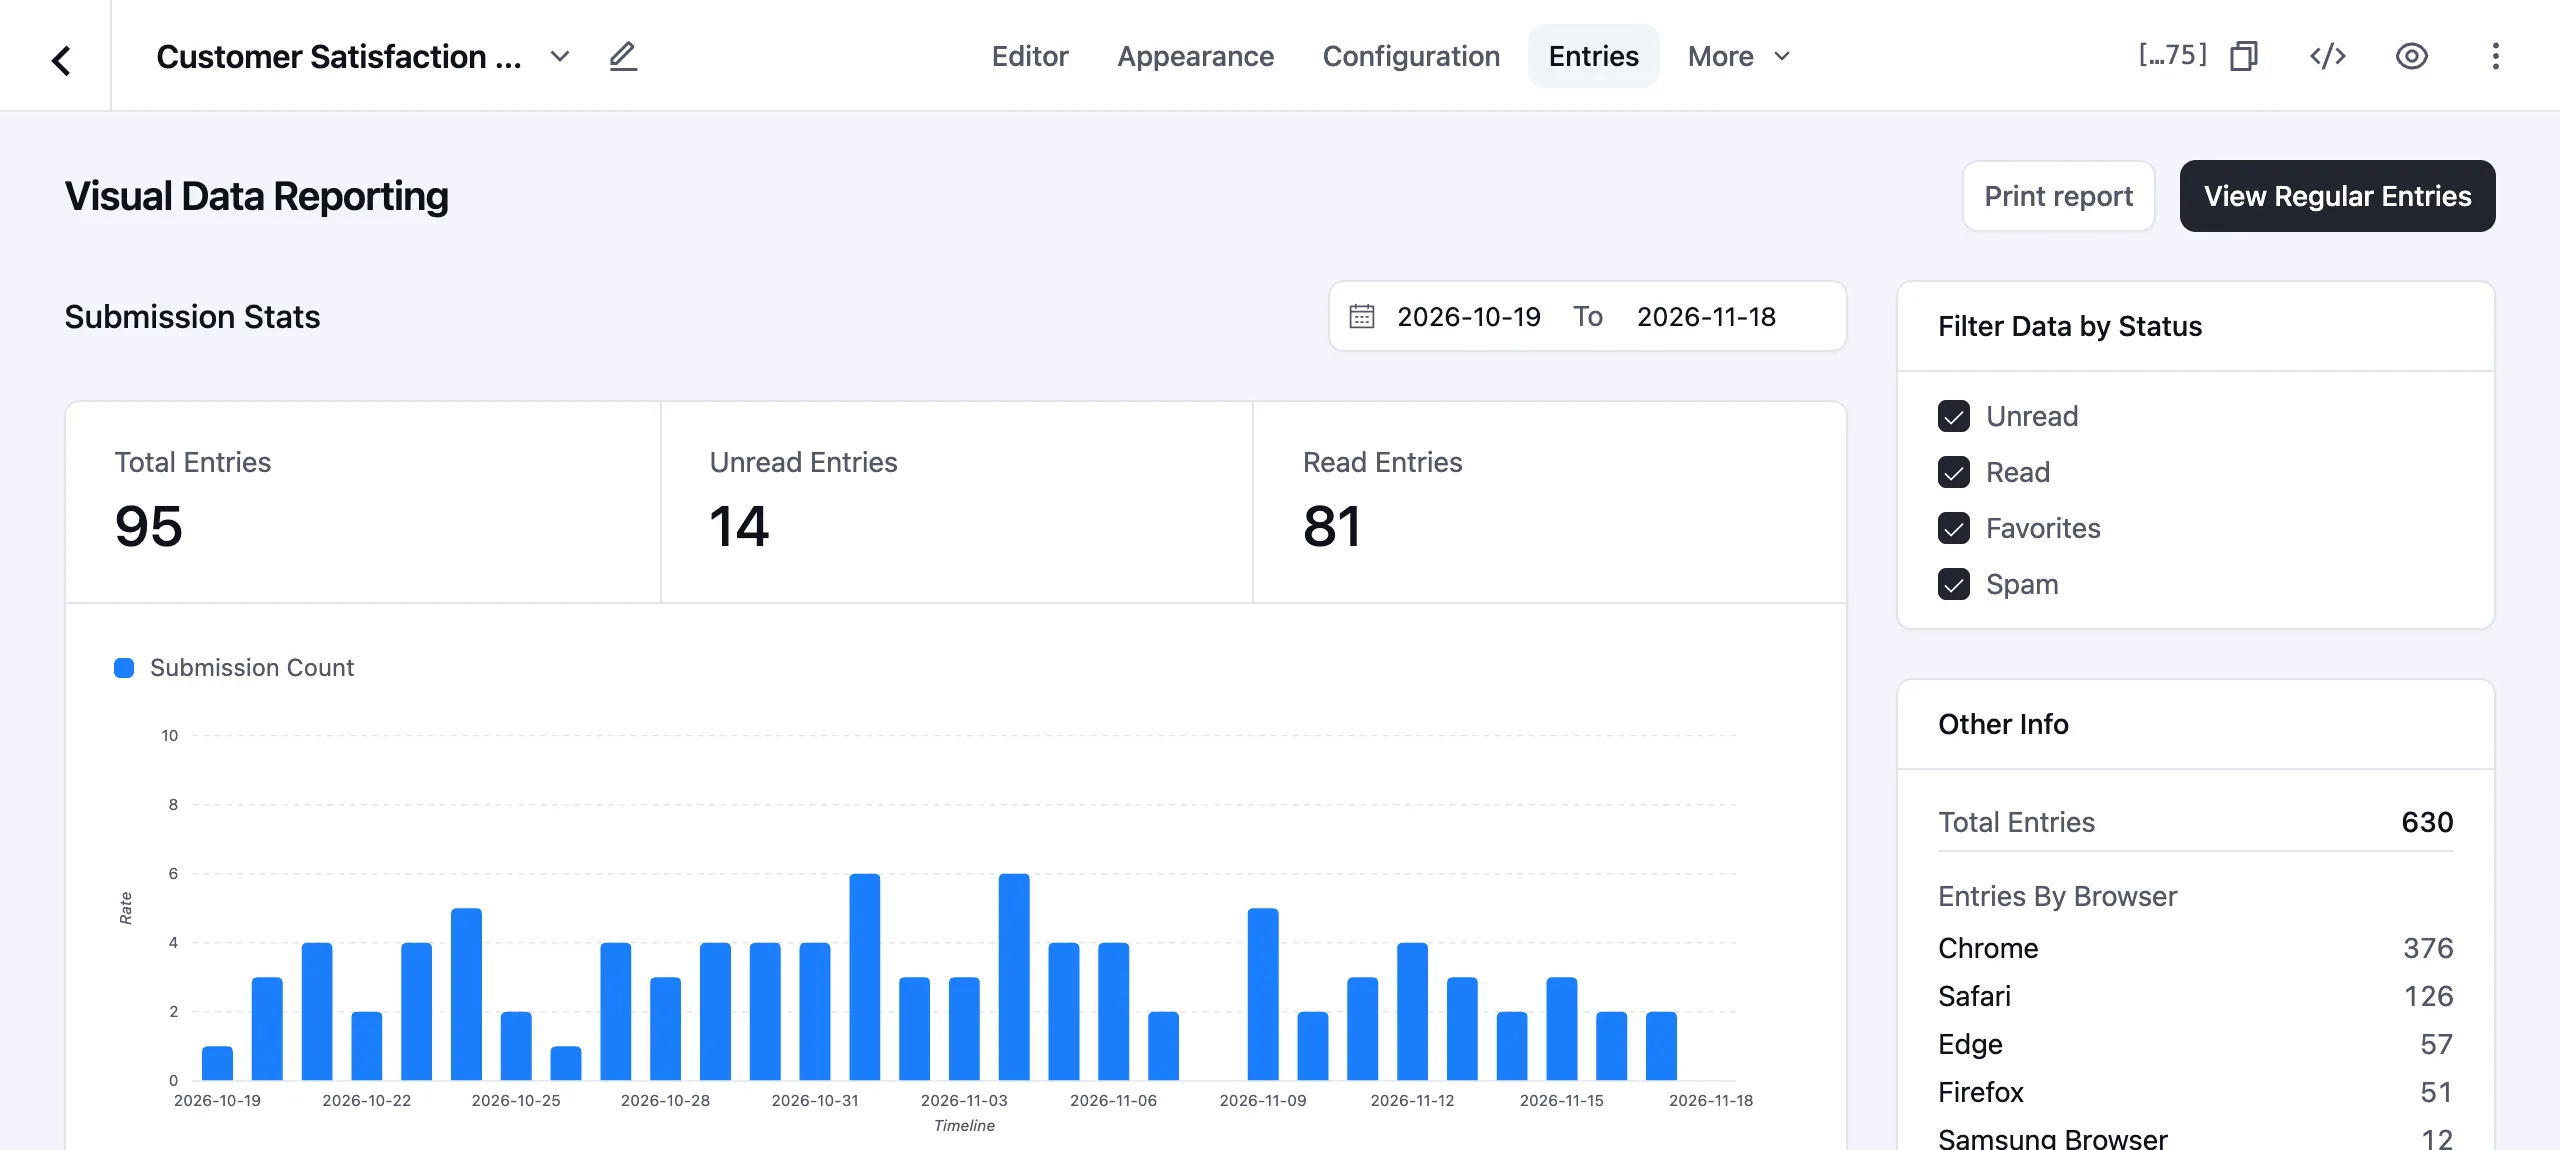 Customer Satisfaction ...
Editor
Appearance
Configuration
Entries
More
[...75]
Visual Data Reporting
Print report
View Regular Entries
Submission Stats
2026-10-19 To 2026-11-18
Total Entries
95
Unread Entries
14
Read Entries
81
Submission Count
10
8
6
4
2
0
Rate
2026-10-19
2026-10-22
2026-10-25
2026-10-28
2026-10-31
2026-11-03
2026-11-06
2026-11-09
2026-11-12
2026-11-15
2026-11-18
Timeline
Filter Data by Status
Unread
Read
Favorites
Spam
Other Info
Total Entries 630
Entries By Browser
Chrome 376
Safari 126
Edge 57
Firefox 51
Samsung Browser 12